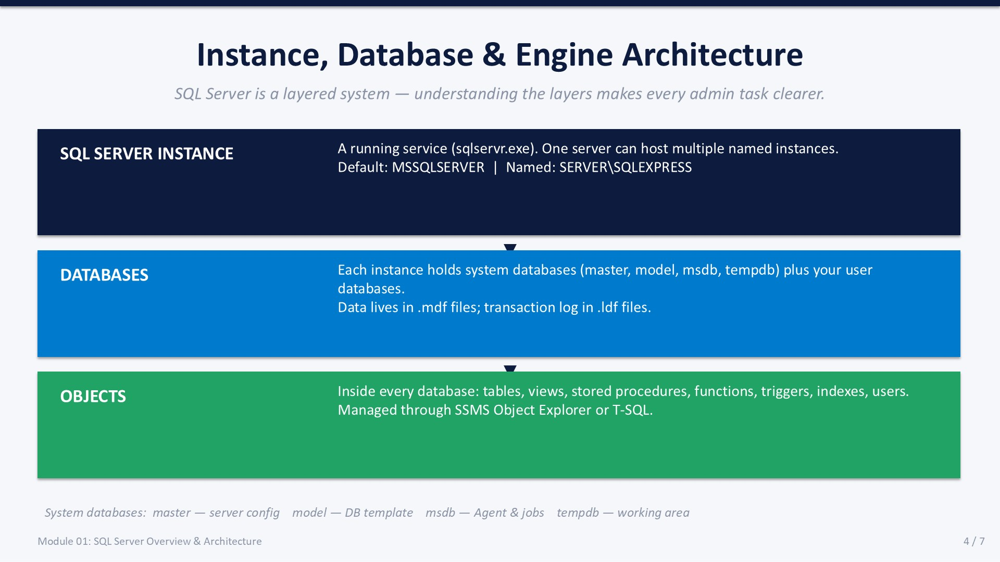 Instance, Database & Engine Architecture
SQL Server is a layered system — understanding the layers makes every admin task clearer.
SQL SERVER INSTANCE
A running service (sqlservr.exe). One server can host multiple named instances.
Default: MSSQLSERVER | Named: SERVER\SQLEXPRESS
DATABASES
Each instance holds system databases (master, model, msdb, tempdb) plus your user
databases.
Data lives in .mdf files; transaction log in .ldf files.
OBJECTS
Inside every database: tables, views, stored procedures, functions, triggers, indexes, users.
Managed through SSMS Object Explorer or T-SQL.
System databases: master — server config model — DB template msdb — Agent & jobs tempdb — working area
Module 01: SQL Server Overview & Architecture
4 / 7